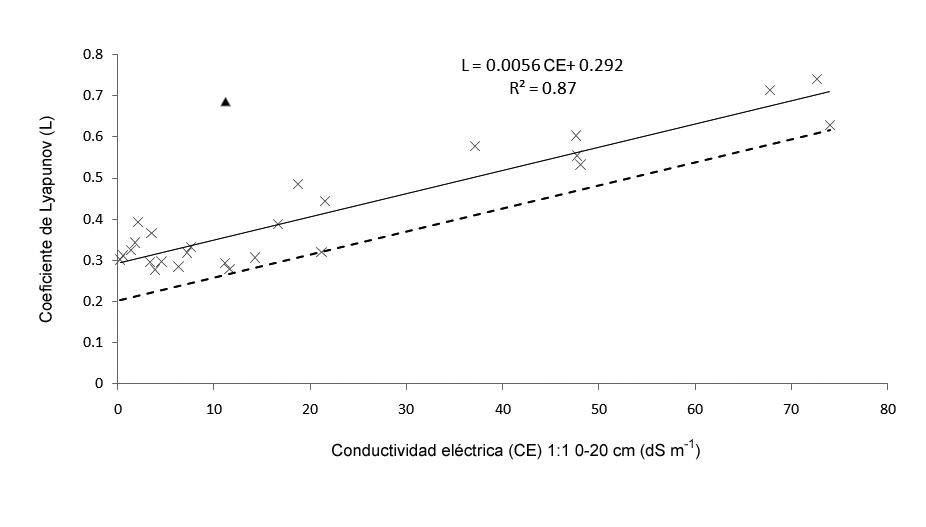 L = 0.0056 CE+ 0.292
R² = 0.87
0.8
0.7
0.6
0.5
0.4
0.3
0.2
0.1
0
Coeficiente de Lyapunov (L)
0 10 20 30 40 50 60 70 80
Conductividad eléctrica (CE) 1:1 0-20 cm (dS m⁻¹)